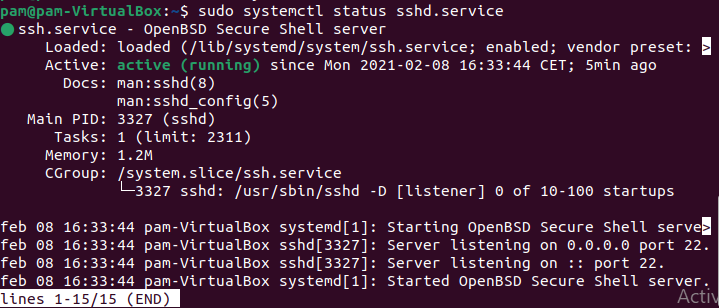 pam@pam-VirtualBox:~$ sudo systemctl status sshd.service
● ssh.service - OpenBSD Secure Shell server
     Loaded: loaded (/lib/systemd/system/ssh.service; enabled; vendor preset: >
     Active: active (running) since Mon 2021-02-08 16:33:44 CET; 5min ago
       Docs: man:sshd(8)
             man:sshd_config(5)
   Main PID: 3327 (sshd)
      Tasks: 1 (limit: 2311)
     Memory: 1.2M
     CGroup: /system.slice/ssh.service
             └─3327 sshd: /usr/sbin/sshd -D [listener] 0 of 10-100 startups

feb 08 16:33:44 pam-VirtualBox systemd[1]: Starting OpenBSD Secure Shell serve>
feb 08 16:33:44 pam-VirtualBox sshd[3327]: Server listening on 0.0.0.0 port 22.
feb 08 16:33:44 pam-VirtualBox sshd[3327]: Server listening on :: port 22.
feb 08 16:33:44 pam-VirtualBox systemd[1]: Started OpenBSD Secure Shell server.
lines 1-15/15 (END)
Activ